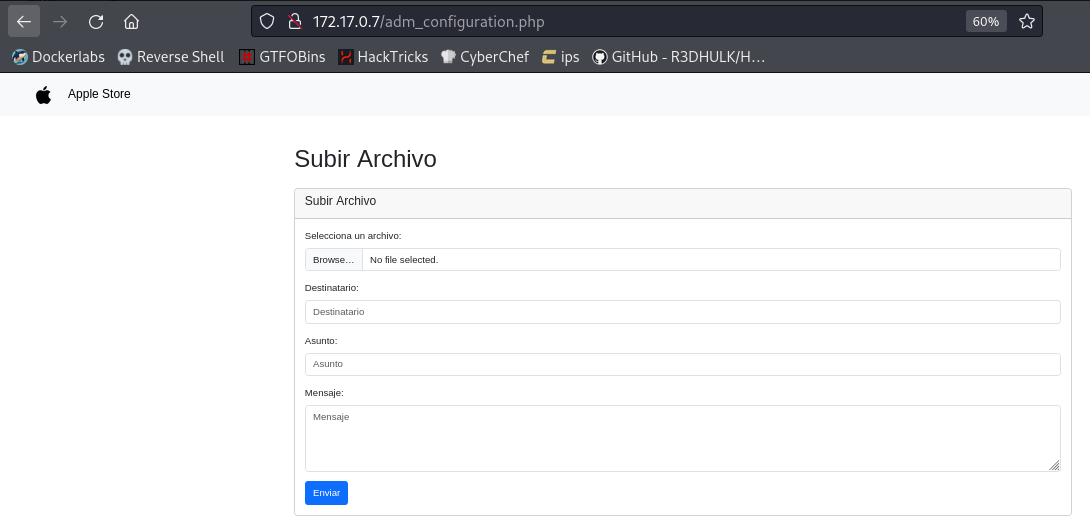 172.17.0.7/adm_configuration.php 60%
Dockerlabs Reverse Shell GTFOBins HackTricks CyberChef ips GitHub - R3DHULK/H...
Apple Store
Subir Archivo
Subir Archivo
Selecciona un archivo:
Browse... No file selected.
Destinatario:
Destinatario
Asunto:
Asunto
Mensaje:
Mensaje
Enviar